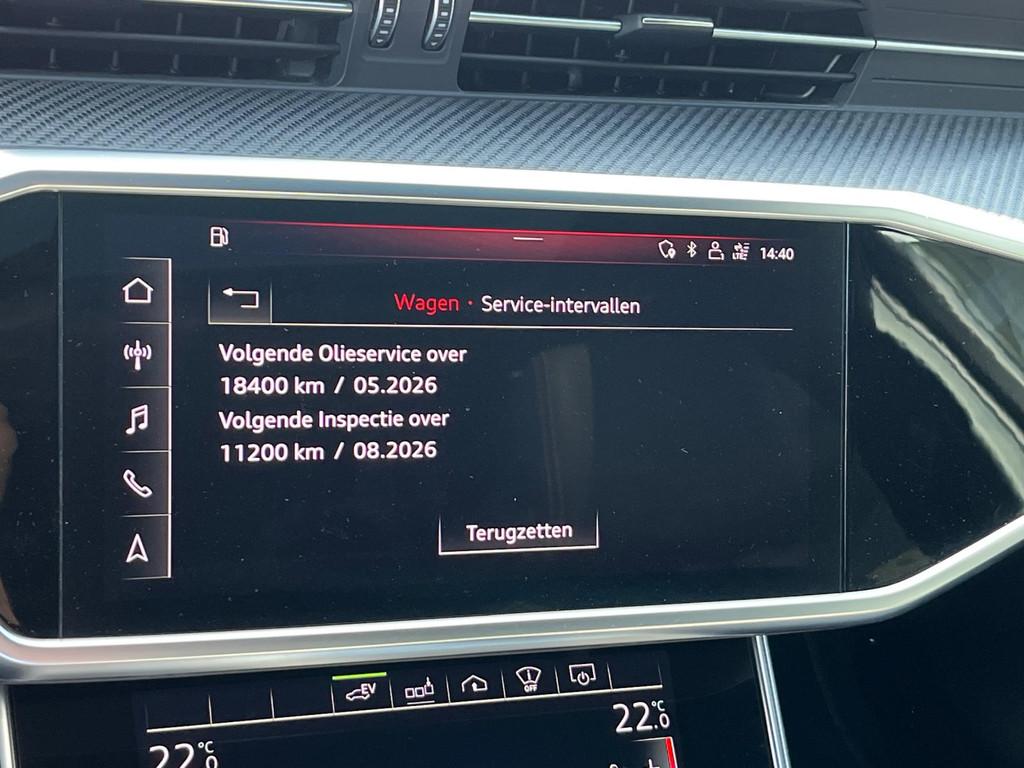 LTE
14:40
Wagen · Service-intervallen
Volgende Olieservice over
18400 km / 05.2026
Volgende Inspectie over
11200 km / 08.2026
Terugzetten
EV
OFF
22.0 °C
22 °C